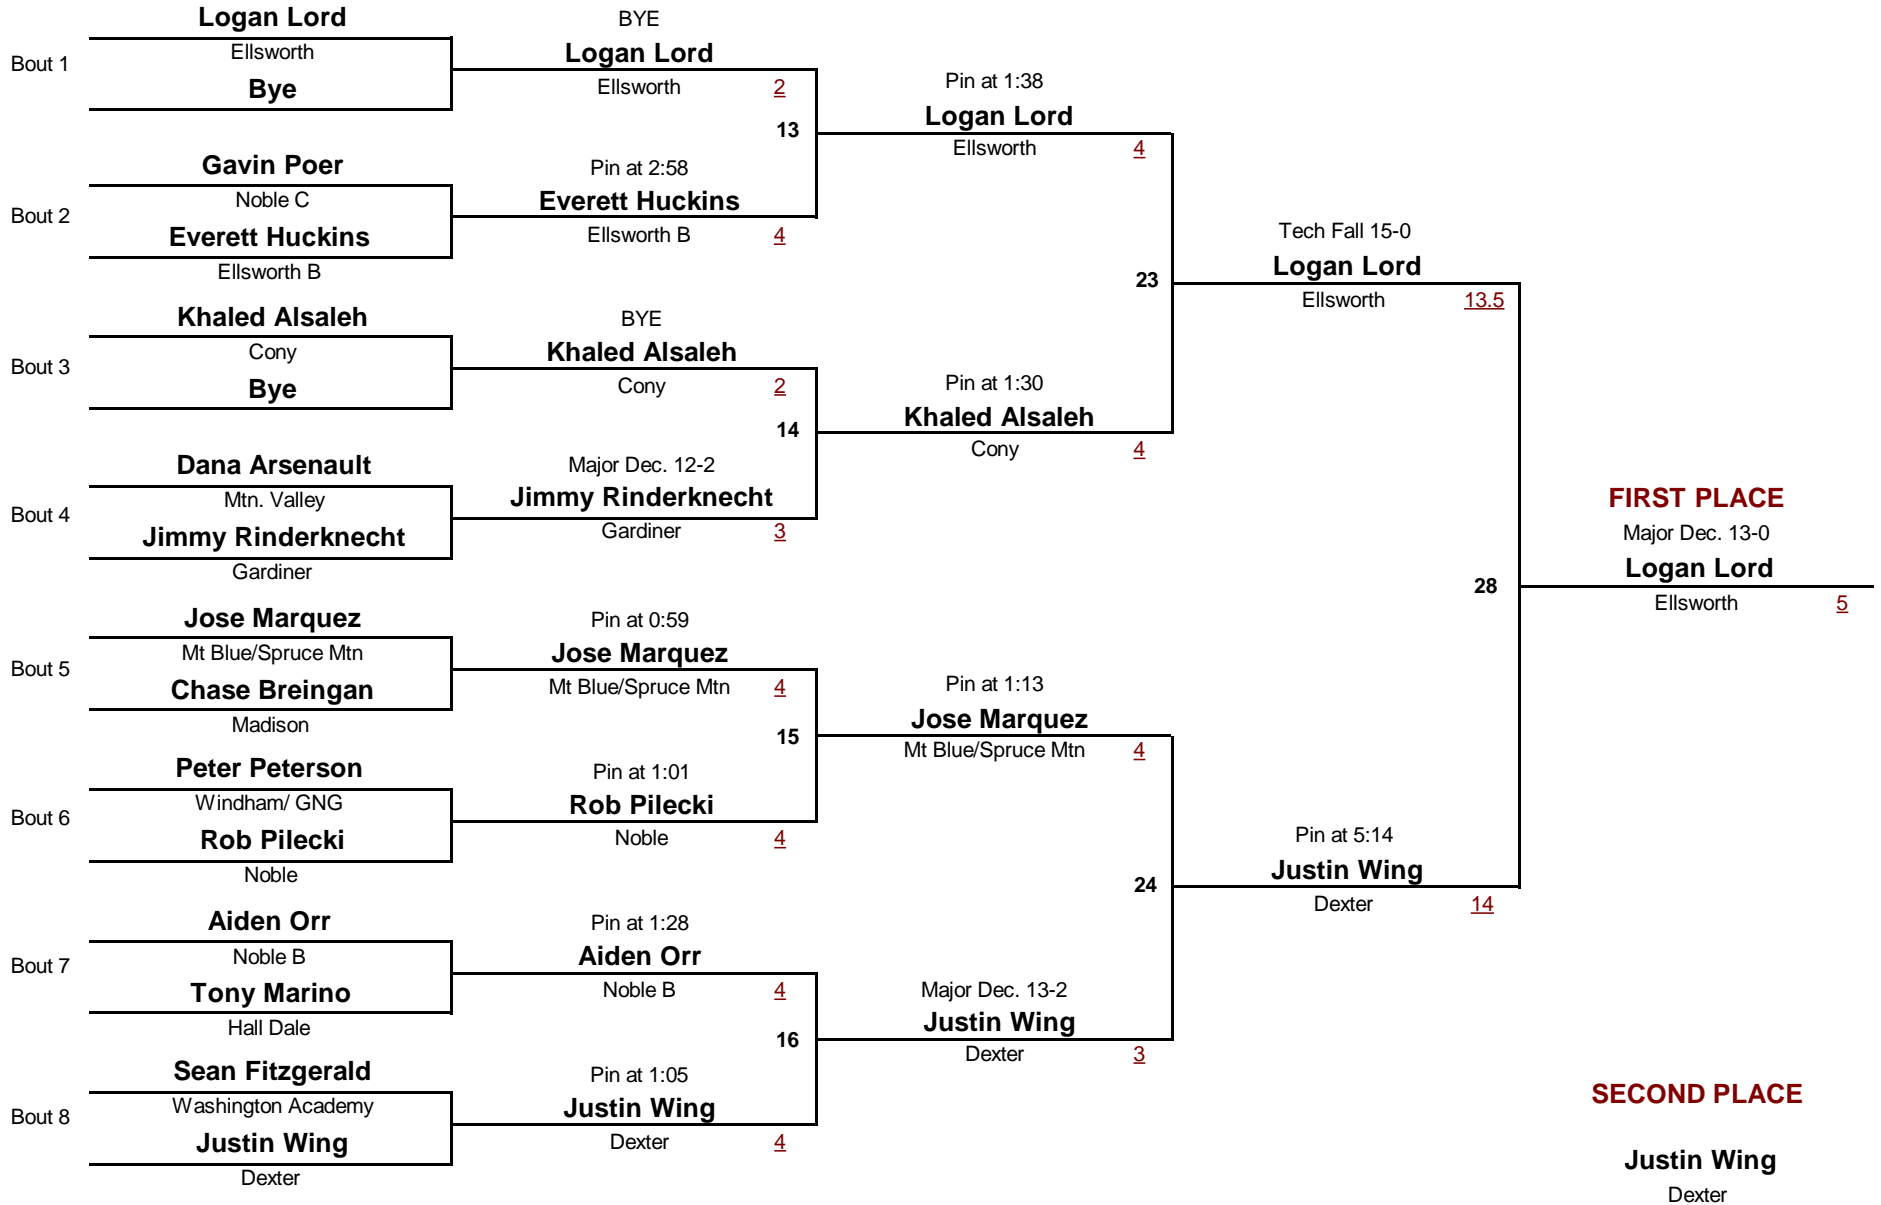 Logan Lord
Bout 1
Ellsworth
Bye
Gavin Poer
Bout 2
Noble C
Everett Huckins
Ellsworth B
Khaled Alsaleh
Bout 3
Cony
Bye
Dana Arsenault
Bout 4
Mtn. Valley
Jimmy Rinderknecht
Gardiner
Jose Marquez
Bout 5
Mt Blue/Spruce Mtn
Chase Breingan
Madison
Peter Peterson
Bout 6
Windham/ GNG
Rob Pilecki
Noble
Aiden Orr
Bout 7
Noble B
Tony Marino
Hall Dale
Sean Fitzgerald
Bout 8
Washington Academy
Justin Wing
Dexter
BYE
Logan Lord
Ellsworth 2
13
Pin at 2:58
Everett Huckins
Ellsworth B 4
BYE
Khaled Alsaleh
Cony 2
14
Major Dec. 12-2
Jimmy Rinderknecht
Gardiner 3
Pin at 0:59
Jose Marquez
Mt Blue/Spruce Mtn 4
15
Pin at 1:01
Rob Pilecki
Noble 4
Pin at 1:28
Aiden Orr
Noble B 4
16
Pin at 1:05
Justin Wing
Dexter 4
Pin at 1:38
Logan Lord
Ellsworth 4
23
Pin at 1:30
Khaled Alsaleh
Cony 4
Pin at 1:13
Jose Marquez
Mt Blue/Spruce Mtn 4
24
Major Dec. 13-2
Justin Wing
Dexter 3
Tech Fall 15-0
Logan Lord
Ellsworth 13.5
28
Pin at 5:14
Justin Wing
Dexter 14
FIRST PLACE
Major Dec. 13-0
Logan Lord
Ellsworth 5
SECOND PLACE
Justin Wing
Dexter